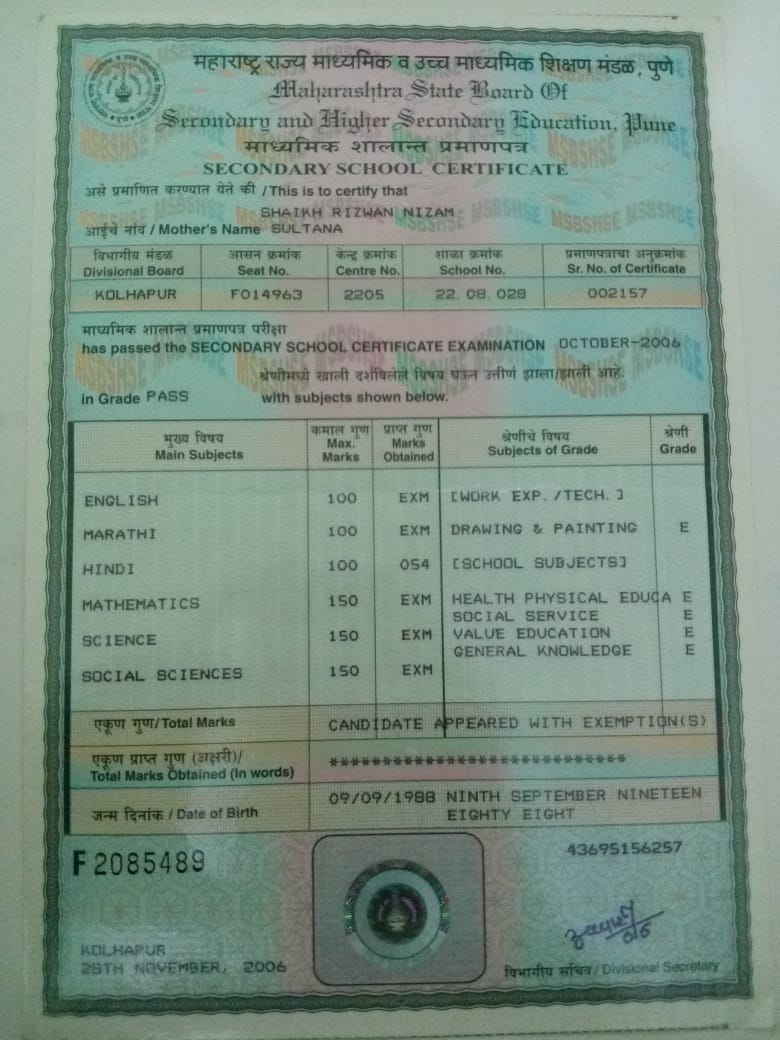 महाराष्ट्र राज्य माध्यमिक व उच्च माध्यमिक शिक्षण मंडळ, पुणे
Maharashtra State Board Of
Secondary and Higher Secondary Education, Pune
माध्यमिक शालान्त प्रमाणपत्र
SECONDARY SCHOOL CERTIFICATE
असे प्रमाणित करण्यात येते की / This is to certify that
SHAIKH RIZWAN NIZAM
आईचे नांव / Mother's Name SULTANA
विभागीय मंडळ आसन क्रमांक केन्द्र क्रमांक शाळा क्रमांक प्रमाणपत्राचा अनुक्रमांक
Divisional Board Seat No. Centre No. School No. Sr. No. of Certificate
KOLHAPUR F014963 2205 22. 08. 028 002157
माध्यमिक शालान्त प्रमाणपत्र परीक्षा
has passed the SECONDARY SCHOOL CERTIFICATE EXAMINATION OCTOBER-2006
श्रेणीमध्ये खाली दर्शविलेले विषय घेऊन उत्तीर्ण झाला/झाली आहे.
in Grade PASS with subjects shown below.
मुख्य विषय कमाल गुण प्राप्त गुण श्रेणीचे विषय श्रेणी
Main Subjects Max. Marks Marks Obtained Subjects of Grade Grade
ENGLISH 100 EXM [WORK EXP. /TECH. ]
MARATHI 100 EXM DRAWING & PAINTING E
HINDI 100 054 [SCHOOL SUBJECTS]
MATHEMATICS 150 EXM HEALTH PHYSICAL EDUCA E
SOCIAL SERVICE E
SCIENCE 150 EXM VALUE EDUCATION E
GENERAL KNOWLEDGE E
SOCIAL SCIENCES 150 EXM
एकूण गुण/Total Marks CANDIDATE APPEARED WITH EXEMPTION(S)
एकूण प्राप्त गुण (अक्षरी)/
Total Marks Obtained (In words) **************************
जन्म दिनांक / Date of Birth 09/09/1988 NINTH SEPTEMBER NINETEEN
EIGHTY EIGHT
F 2085489
43695156257
KOLHAPUR
28TH NOVEMBER, 2006
विभागीय सचिव / Divisional Secretary